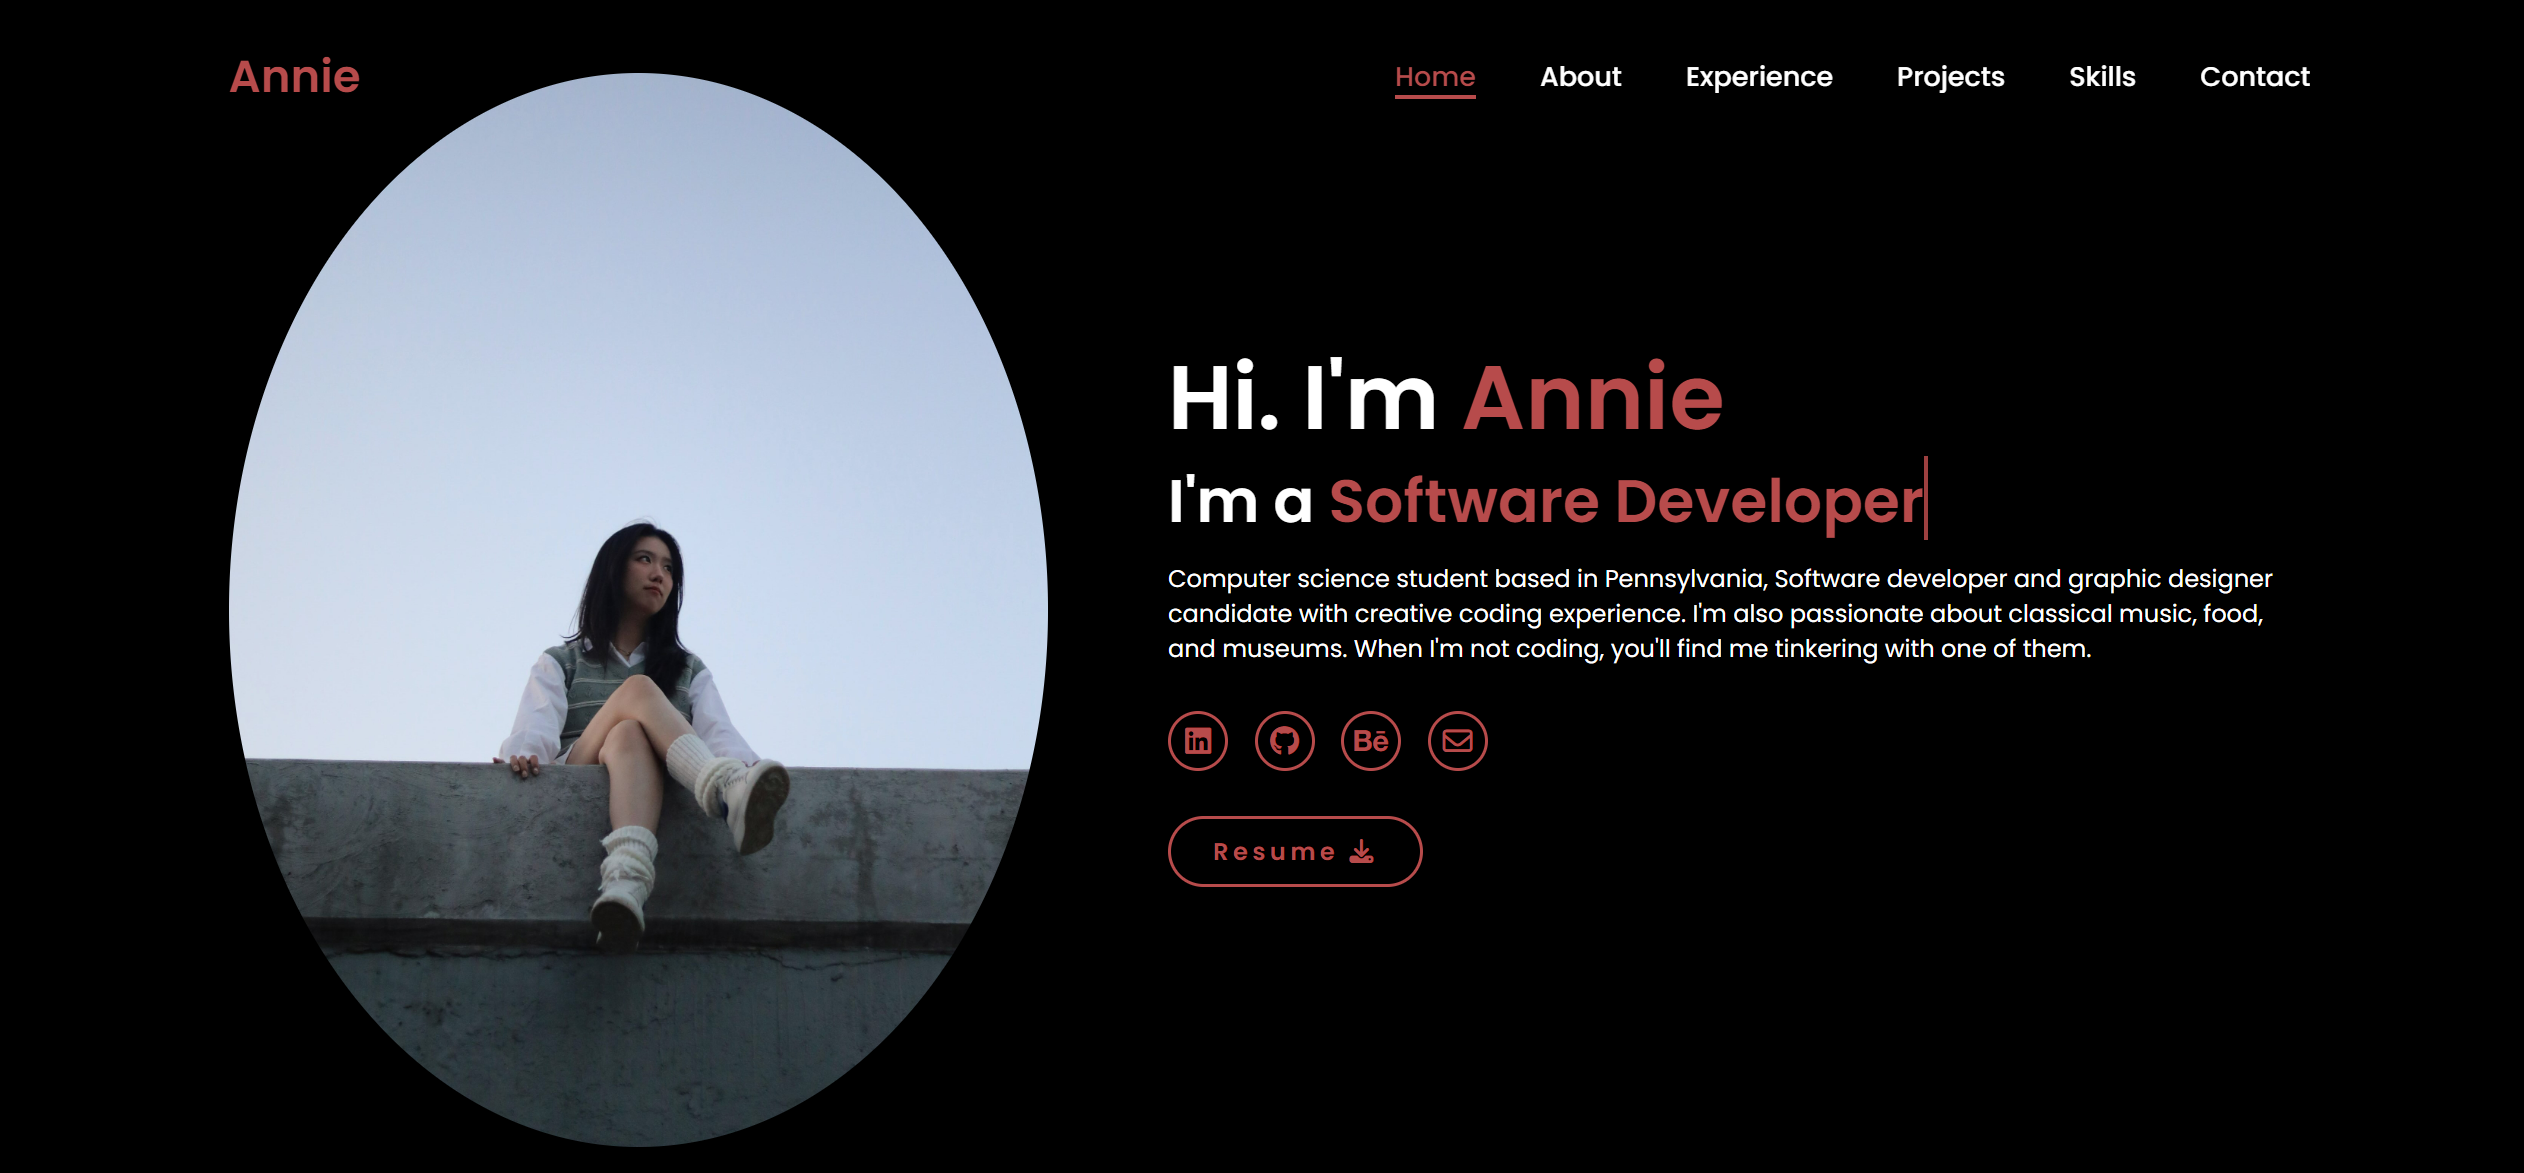 Annie
Home About Experience Projects Skills Contact
Hi. I'm Annie
I'm a Software Developer
Computer science student based in Pennsylvania, Software developer and graphic designer
candidate with creative coding experience. I'm also passionate about classical music, food,
and museums. When I'm not coding, you'll find me tinkering with one of them.
in Bē
Resume